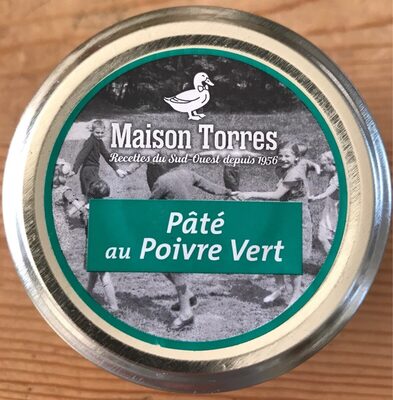 Maison Torres
Recettes du Sud-Ouest depuis 1956
Pâté
au Poivre Vert